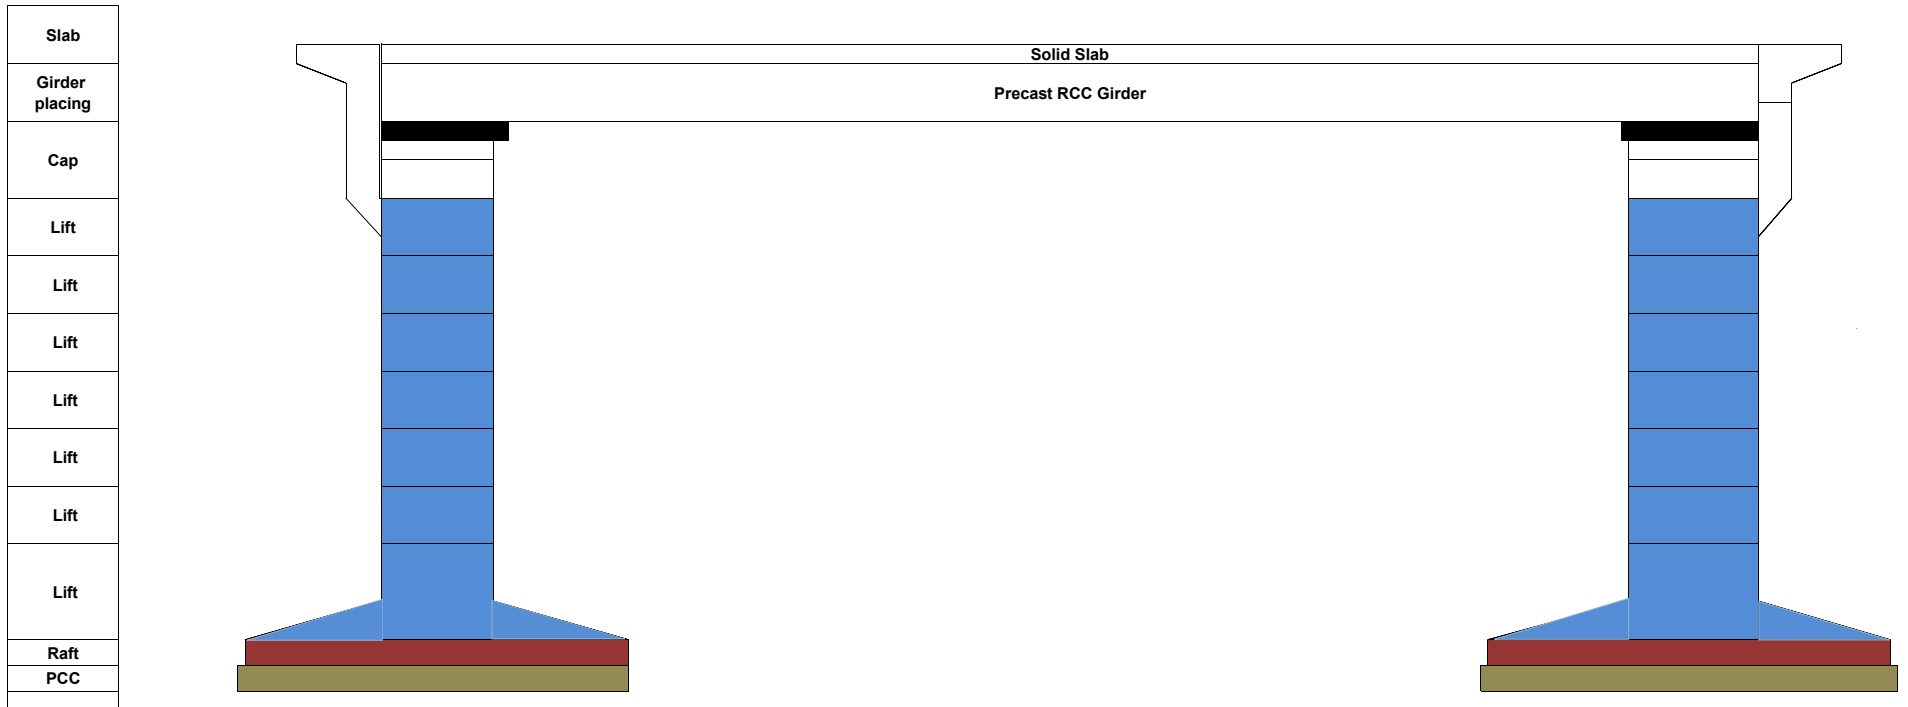 Slab
Solid Slab
Girder
placing
Precast RCC Girder
Cap
Lift
Lift
Lift
Lift
Lift
Lift
Lift
Raft
PCC